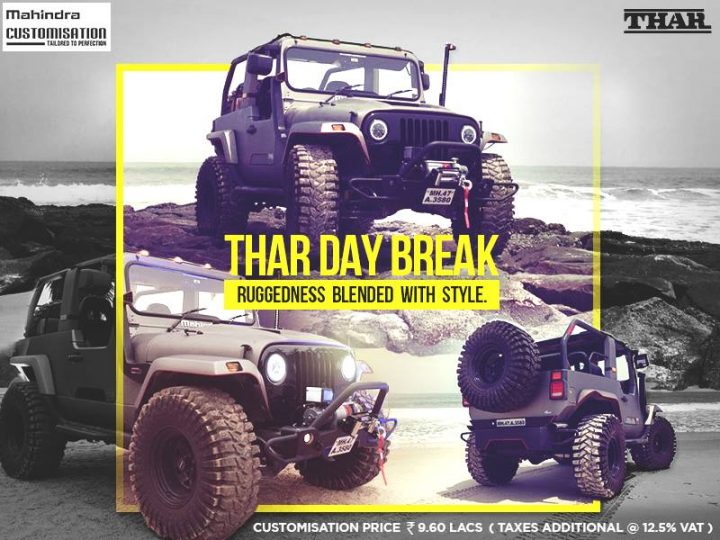 Mahindra
CUSTOMISATION
TAILORED TO PERFECTION
THAR
MH.47
A.3580
THAR DAY BREAK
RUGGEDNESS BLENDED WITH STYLE.
MH.47
A.3580
MH.47.A.3580
CUSTOMISATION PRICE ₹ 9.60 LACS ( TAXES ADDITIONAL @ 12.5% VAT )